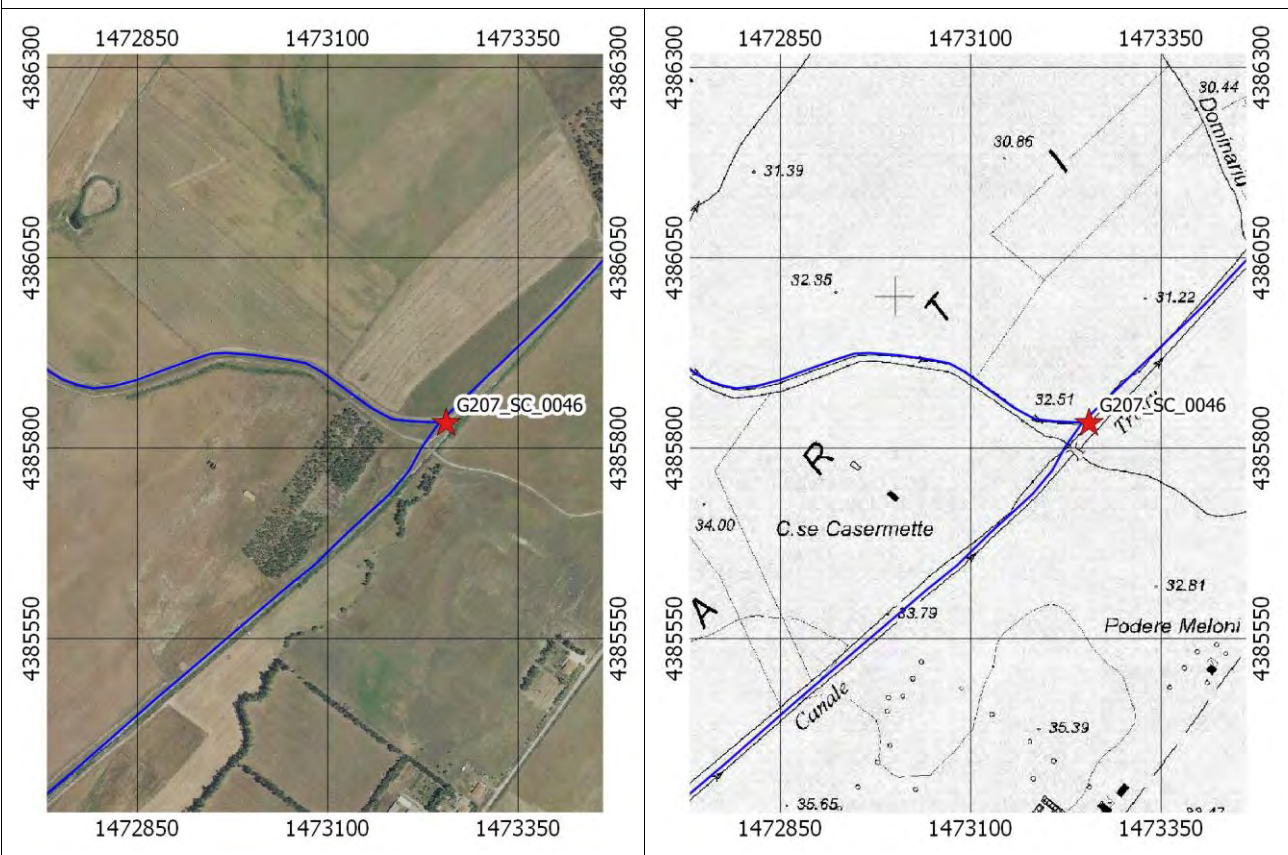 1472850 1473100 1473350
4386300 4386300
4386050 4386050
G207_SC_0046
4385800 4385800
4385550 4385550
1472850 1473100 1473350
1472850 1473100 1473350
4386300 4386300
30.44
Dominariu
30.86
I
31.39
4386050 4386050
32.35
T
31.22
32.51
G207_SC_0046
4385800 4385800
R
34.00
C.se Casermette
32.81
A
33.79
Podere Meloni
4385550 4385550
Canale
35.39
35.65
1472850 1473100 1473350